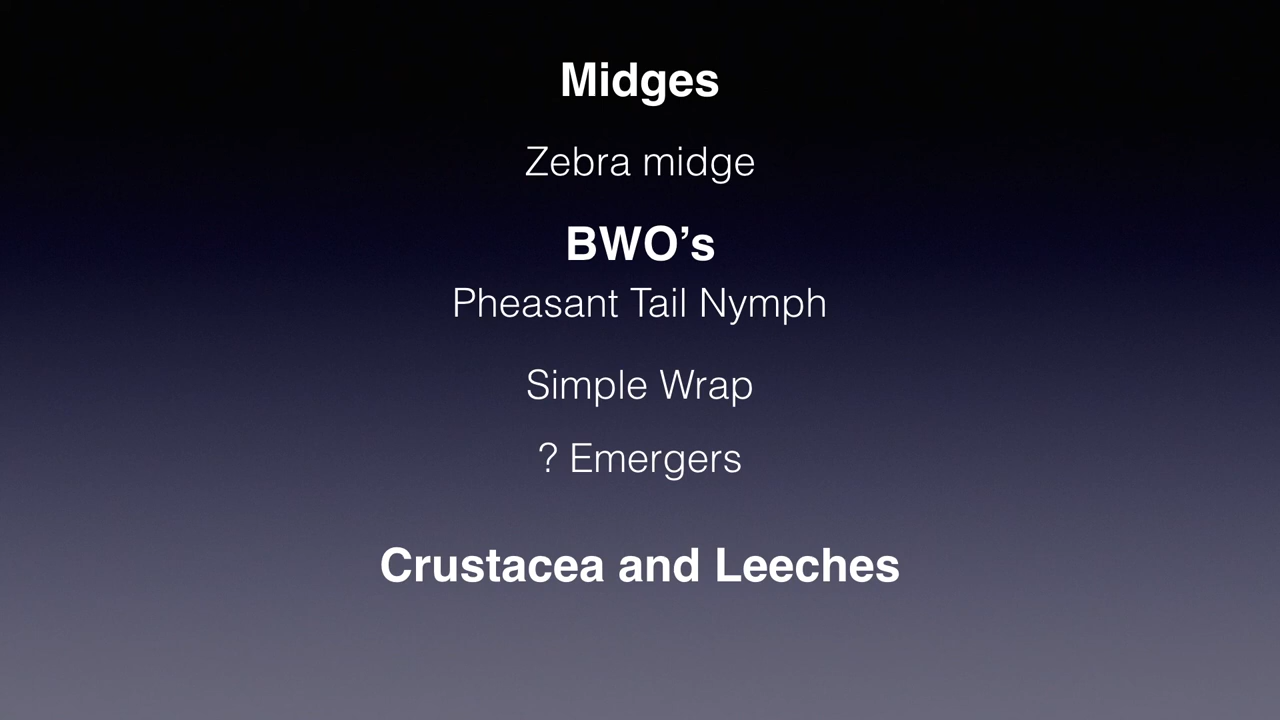 Midges
Zebra midge
BWO’s
Pheasant Tail Nymph
Simple Wrap
? Emergers
Crustacea and Leeches